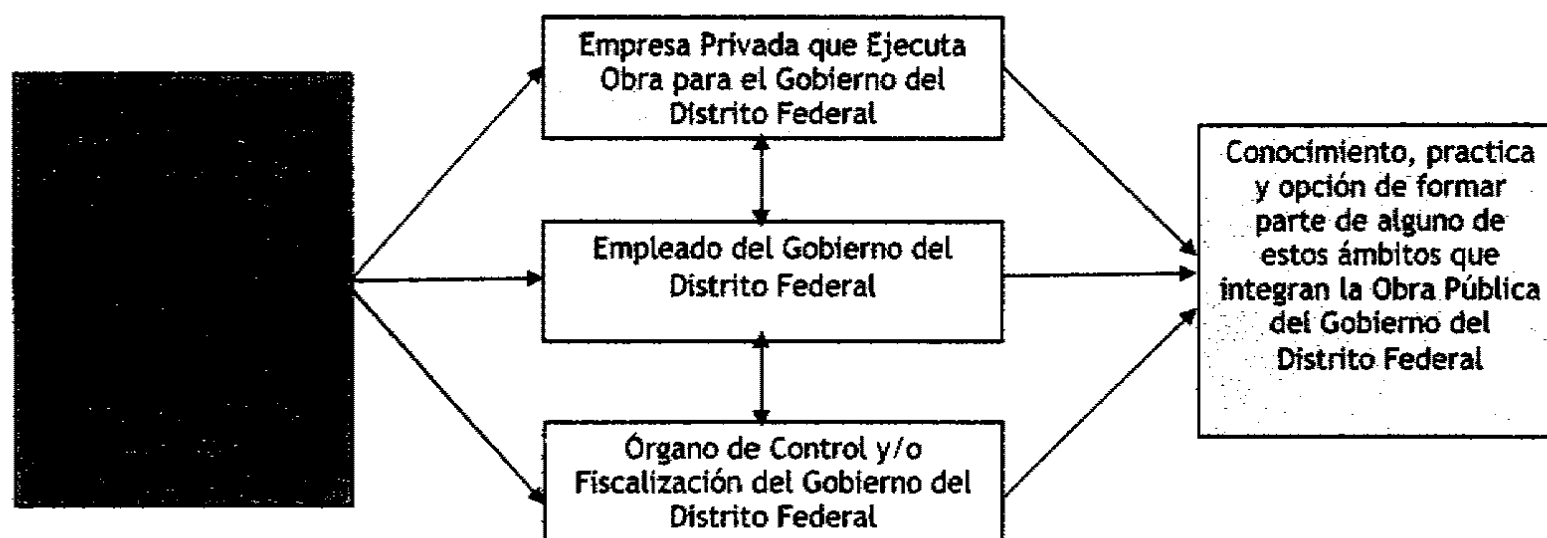 Empresa Privada que Ejecuta
Obra para el Gobierno del
Distrito Federal
Empleado del Gobierno del
Distrito Federal
Órgano de Control y/o
Fiscalización del Gobierno del
Distrito Federal
Conocimiento, practica
y opción de formar
parte de alguno de
estos ámbitos que
integran la Obra Pública
del Gobierno del
Distrito Federal